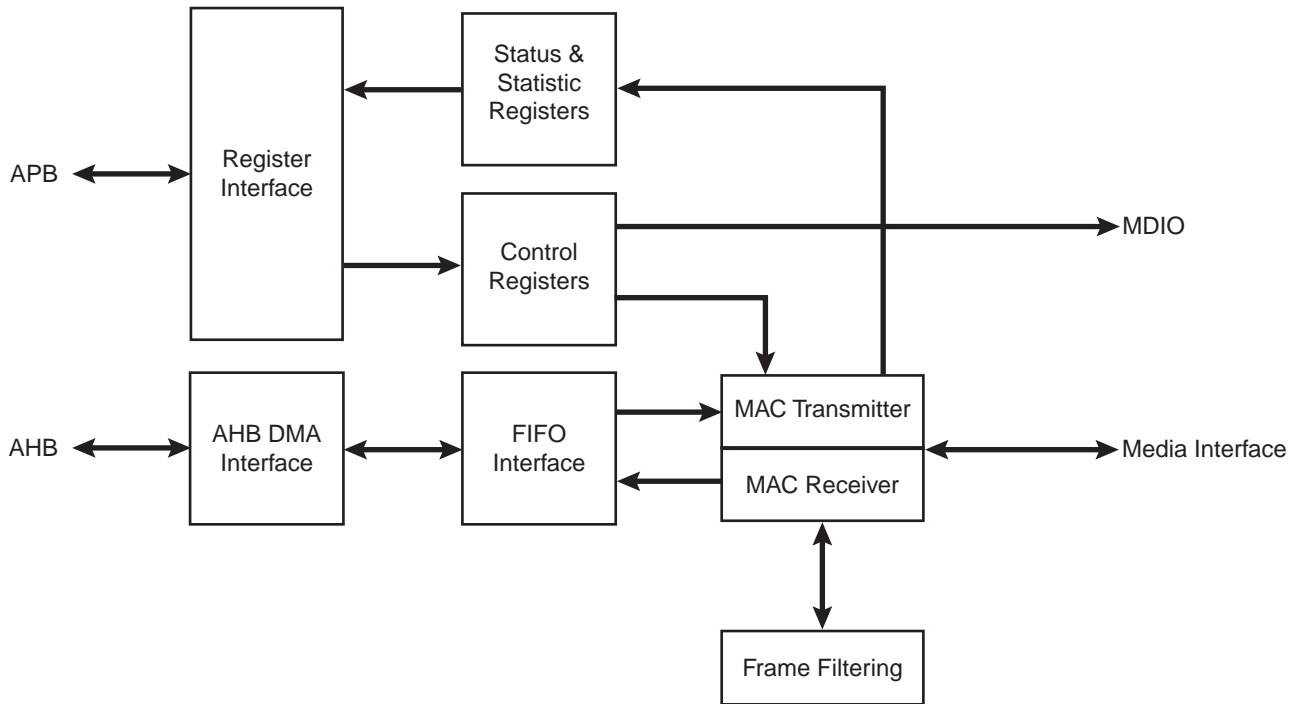 Status &
Statistic
Registers
APB
Register
Interface
MDIO
Control
Registers
AHB
AHB DMA
Interface
FIFO
Interface
MAC Transmitter
Media Interface
MAC Receiver
Frame Filtering